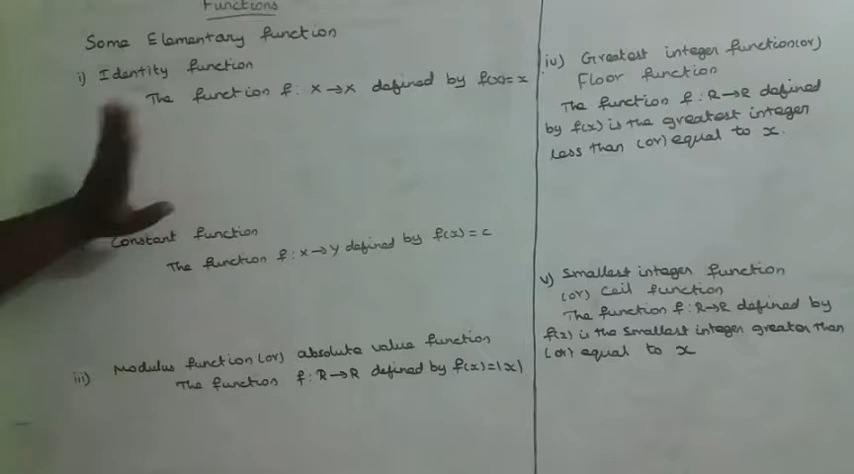 Functions
Some Elementary function
i) Identity function
The function f: X→X defined by f(x)=x
Constant function
The function f:X→Y defined by f(x)=c
iii) Modulus function (or) absolute value function
The function f:R→R defined by f(x)=|x|
iv) Greatest integer function(or)
Floor function
The function f:R→R defined
by f(x) is the greatest integer
less than (or) equal to x.
v) Smallest integer function
(or) Ceil function
The function f:R→R defined by
f(x) is the smallest integer greater than
(or) equal to x